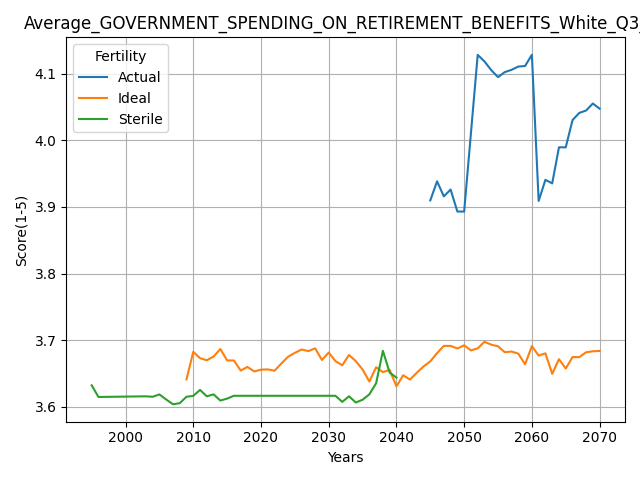 Average_GOVERNMENT_SPENDING_ON_RETIREMENT_BENEFITS_White_Q3_
Fertility
Actual
Ideal
Sterile
Score(1-5)
4.1
4.0
3.9
3.8
3.7
3.6
2000 2010 2020 2030 2040 2050 2060 2070
Years